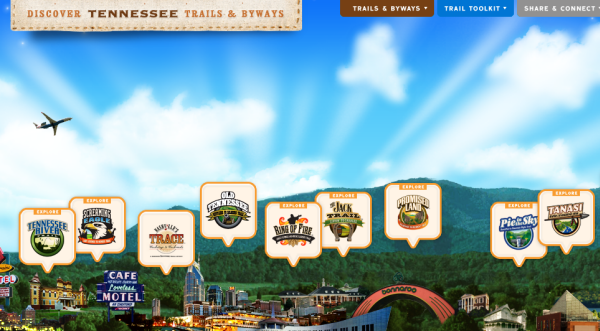 DISCOVER TENNESSEE TRAILS & BYWAYS
TRAILS & BYWAYS
TRAIL TOOLKIT
SHARE & CONNECT
EXPLORE
TENNESSEE
RIVER
EXPLORE
SCREAMING
EAGLE
EXPLORE
TRACE
OLD
TENNESSEE
EXPLORE
RING OF FIRE
EXPLORE
JACK
TRAIL
EXPLORE
PROMISED
LAND
EXPLORE
Pie in the Sky
EXPLORE
TANASI
CAFE
Loveless
MOTEL
bonnaroo